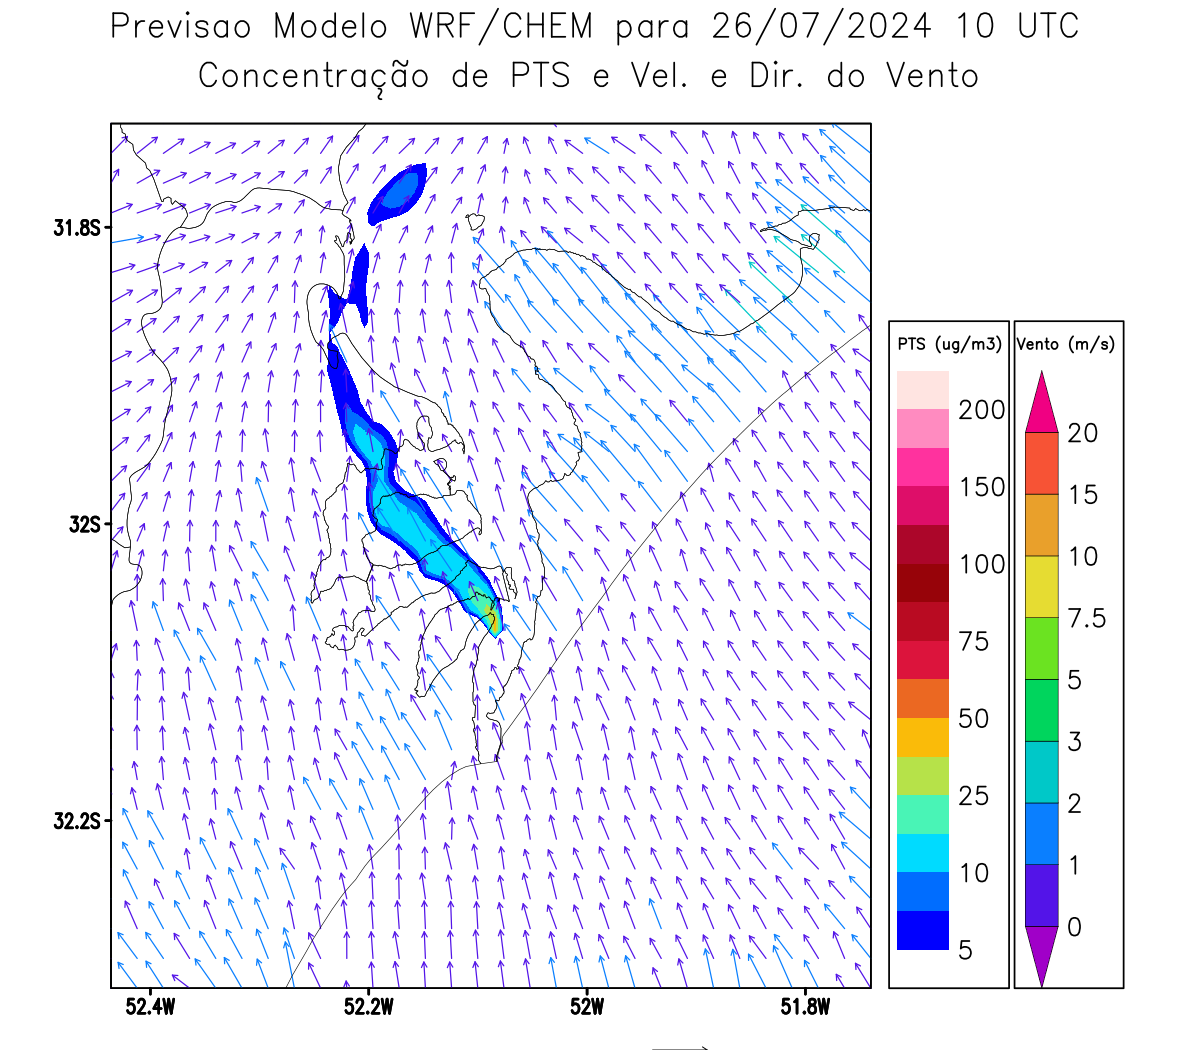 Previsao Modelo WRF/CHEM para 26/07/2024 10 UTC
Concentração de PTS e Vel. e Dir. do Vento
31.8S
32S
32.2S
52.4W
52.2W
52W
51.8W
PTS (ug/m3)
200
150
100
75
50
25
10
5
Vento (m/s)
20
15
10
7.5
5
3
2
1
0